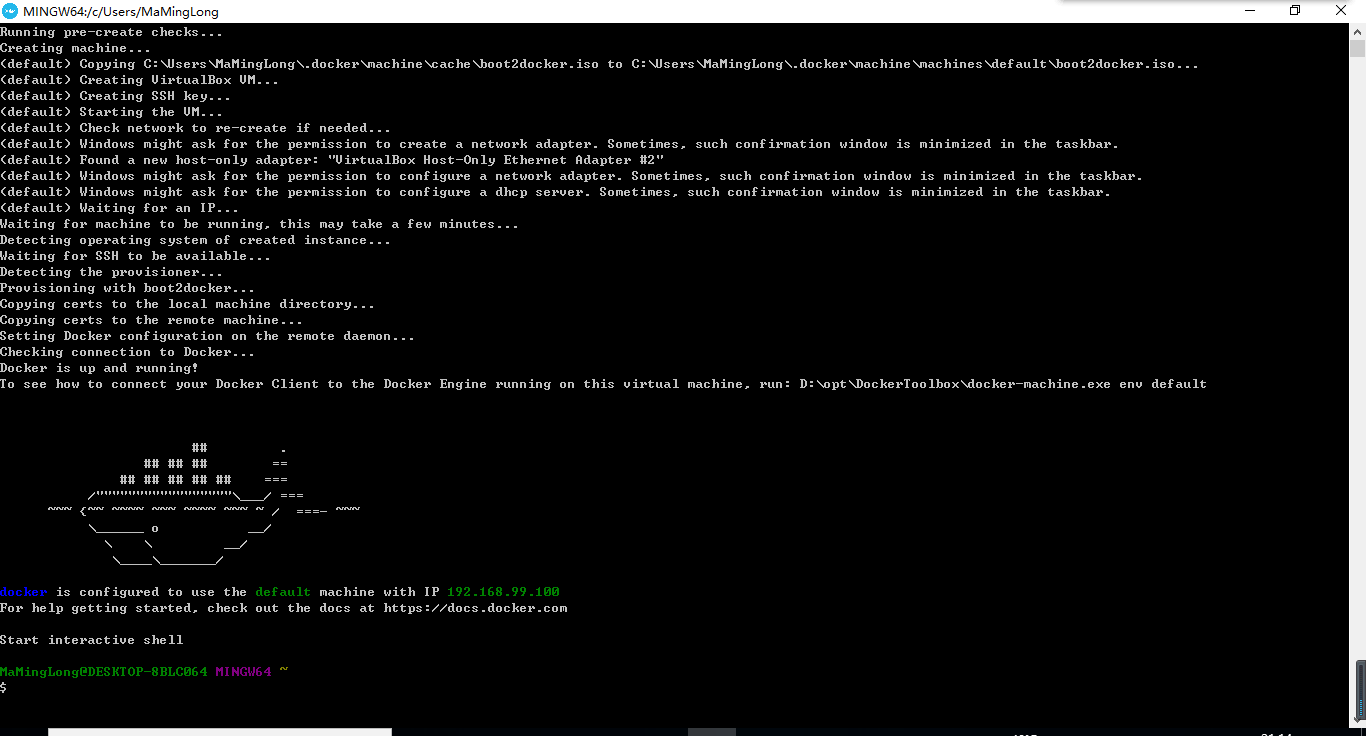 MINGW64:/c/Users/MaMingLong
Running pre-create checks...
Creating machine...
(default) Copying C:\Users\MaMingLong\.docker\machine\cache\boot2docker.iso to C:\Users\MaMingLong\.docker\machine\machines\default\boot2docker.iso...
(default) Creating VirtualBox VM...
(default) Creating SSH key...
(default) Starting the VM...
(default) Check network to re-create if needed...
(default) Windows might ask for the permission to create a network adapter. Sometimes, such confirmation window is minimized in the taskbar.
(default) Found a new host-only adapter: "VirtualBox Host-Only Ethernet Adapter #2"
(default) Windows might ask for the permission to configure a network adapter. Sometimes, such confirmation window is minimized in the taskbar.
(default) Windows might ask for the permission to configure a dhcp server. Sometimes, such confirmation window is minimized in the taskbar.
(default) Waiting for an IP...
Waiting for machine to be running, this may take a few minutes...
Detecting operating system of created instance...
Waiting for SSH to be available...
Detecting the provisioner...
Provisioning with boot2docker...
Copying certs to the local machine directory...
Copying certs to the remote machine...
Setting Docker configuration on the remote daemon...
Checking connection to Docker...
Docker is up and running!
To see how to connect your Docker Client to the Docker Engine running on this virtual machine, run: D:\opt\DockerToolbox\docker-machine.exe env default
                        ##         .
                  ## ## ##        ==
               ## ## ## ## ##    ===
           /"""""""""""""""""\___/ ===
      ~~~ {~~ ~~~~ ~~~ ~~~~ ~~~ ~ /  ===- ~~~
           \______ o           __/
             \    \         __/
              \____\_______/
docker is configured to use the default machine with IP 192.168.99.100
For help getting started, check out the docs at https://docs.docker.com
Start interactive shell
MaMingLong@DESKTOP-8BLC064 MINGW64 ~
$